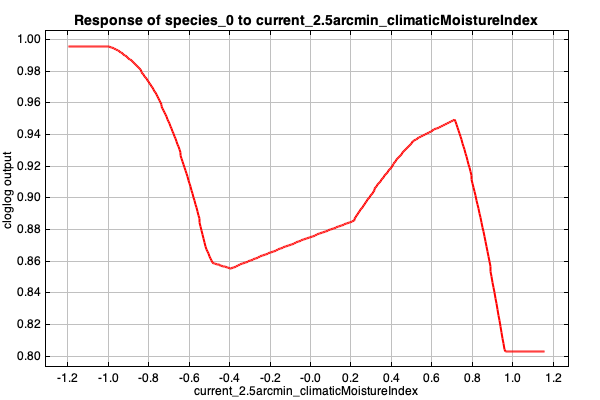 Response of species_0 to current_2.5arcmin_climaticMoistureIndex
cloglog output
1.00
0.98
0.96
0.94
0.92
0.90
0.88
0.86
0.84
0.82
0.80
-1.2 -1.0 -0.8 -0.6 -0.4 -0.2 -0.0 0.2 0.4 0.6 0.8 1.0 1.2
current_2.5arcmin_climaticMoistureIndex